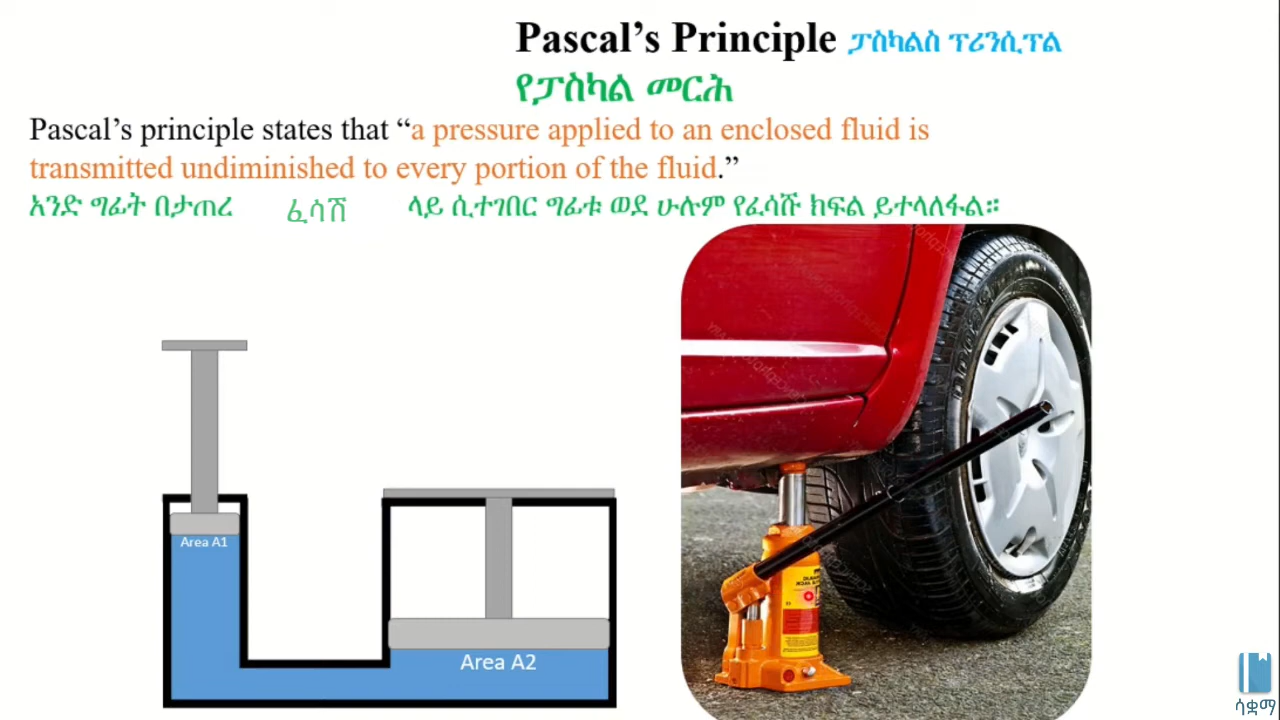 Pascal’s Principle ፓስካልስ ፕሪንሲፕል
የፓስካል መርሕ
Pascal’s principle states that “a pressure applied to an enclosed fluid is
transmitted undiminished to every portion of the fluid.”
አንድ ግፊት በታጠረ ፈሳሽ ላይ ሲተገበር ግፊቱ ወደ ሁሉም የፈሳሹ ክፍል ይተላለፋል።
Area A1
Area A2
ሳቋማ